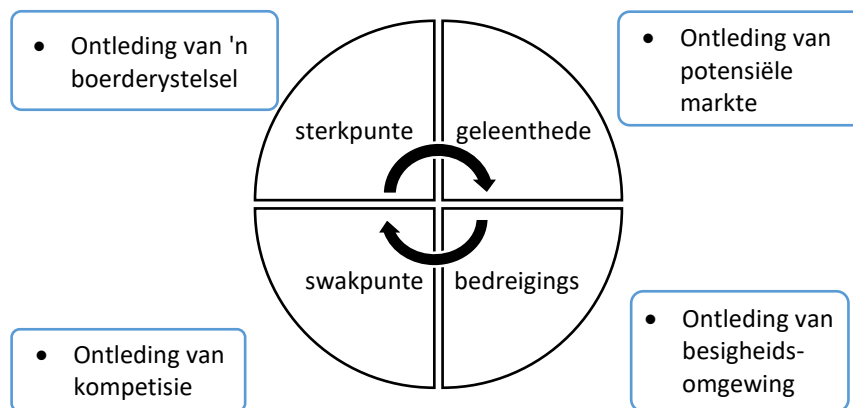 • Ontleding van 'n
boerderystelsel
• Ontleding van
potensiële
markte
sterkpunte
geleenthede
swakpunte
bedreigings
• Ontleding van
kompetisie
• Ontleding van
besigheids-
omgewing